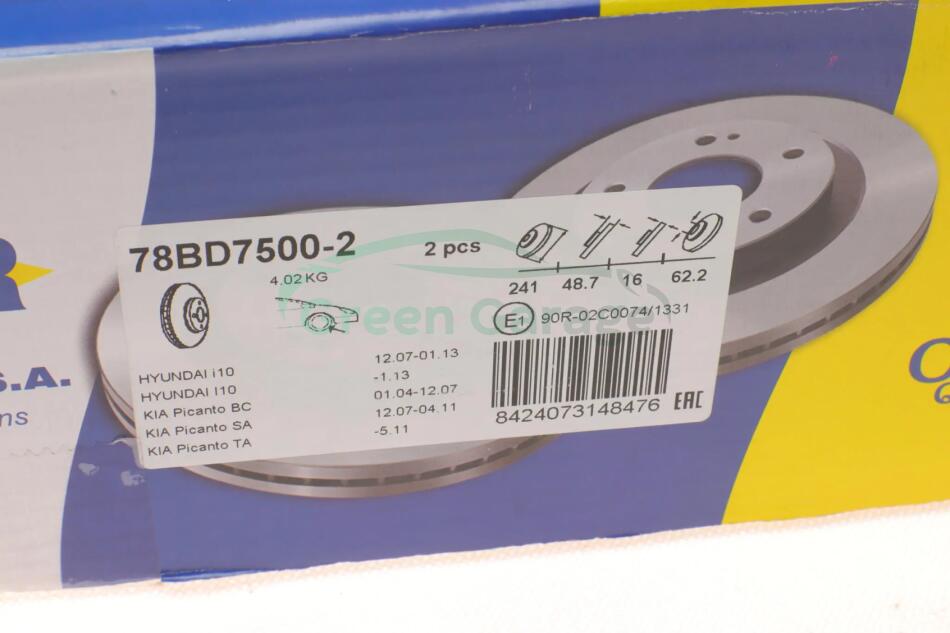 78BD7500-2
2 pcs
4.02 KG
241 48.7 16 62.2
Green Garage
E1 90R-02C0074/1331
HYUNDAI i10 12.07-01.13
HYUNDAI I10 -1.13
KIA Picanto BC 01.04-12.07
KIA Picanto SA 12.07-04.11
KIA Picanto TA -5.11
8424073148476 EAC
R
S.A.
ns